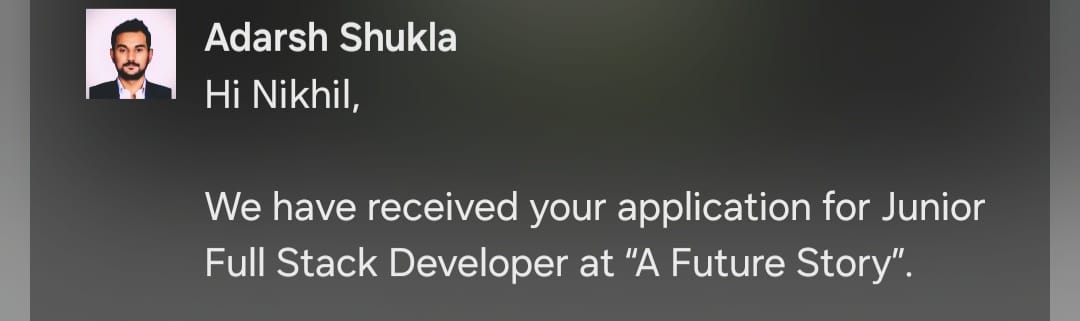 Adarsh Shukla
Hi Nikhil,
We have received your application for Junior
Full Stack Developer at “A Future Story”.